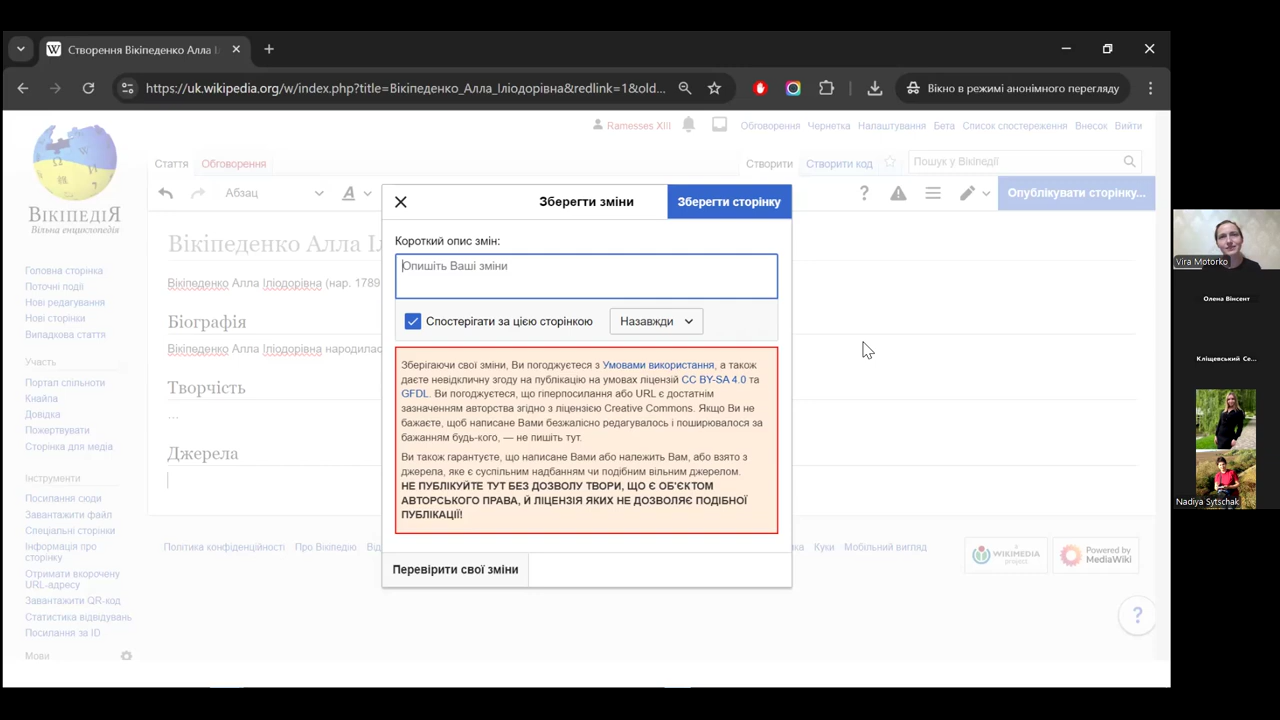 Створення Вікіпеденко Алла І
https://uk.wikipedia.org/w/index.php?title=Вікіпеденко_Алла_Іліодорівна&redlink=1&old...
Вікно в режимі анонімного перегляду
Ramesses XIII
Обговорення Чернетка Налаштування Бета Список спостереження Внесок Вийти
Стаття Обговорення
Створити Створити код
Пошук у Вікіпедії
Абзац
A
?
Опублікувати сторінку...
ВІКІПЕДІЯ
Вільна енциклопедія
Головна сторінка
Поточні події
Нові редагування
Нові сторінки
Випадкова стаття
Участь
Портал спільноти
Кнайпа
Довідка
Пожертвувати
Сторінка для медіа
Інструменти
Посилання сюди
Завантажити файл
Спеціальні сторінки
Інформація про
сторінку
Отримати вкорочену
URL-адресу
Завантажити QR-код
Статистика відвідувань
Посилання за ID
Мови
Вікіпеденко Алла Іл
Вікіпеденко Алла Іліодорівна (нар. 1789
Біографія
Вікіпеденко Алла Іліодорівна народилас
Творчість
...
Джерела
Зберегти зміни
Зберегти сторінку
Короткий опис змін:
Опишіть Ваші зміни
Спостерігати за цією сторінкою
Назавжди
Зберігаючи свої зміни, Ви погоджуєтеся з Умовами використання, а також
даєте невідкличну згоду на публікацію на умовах ліцензій CC BY-SA 4.0 та
GFDL. Ви погоджуєтеся, що гіперпосилання або URL є достатнім
зазначенням авторства згідно з ліцензією Creative Commons. Якщо Ви не
бажаєте, щоб написане Вами безжалісно редагувалось і поширювалося за
бажанням будь-кого, — не пишіть тут.
Ви також гарантуєте, що написане Вами або належить Вам, або взято з
джерела, яке є суспільним надбанням чи подібним вільним джерелом.
НЕ ПУБЛІКУЙТЕ ТУТ БЕЗ ДОЗВОЛУ ТВОРИ, ЩО Є ОБ'ЄКТОМ
АВТОРСЬКОГО ПРАВА, Й ЛІЦЕНЗІЯ ЯКИХ НЕ ДОЗВОЛЯЄ ПОДІБНОЇ
ПУБЛІКАЦІЇ!
Перевірити свої зміни
Політика конфіденційності Про Вікіпедію Від
ка Куки Мобільний вигляд
a
WIKIMEDIA
project
Powered by
MediaWiki
?
Vira Motorko
Олена Вінсент
Кліщевський Се...
Nadiya Sytschak